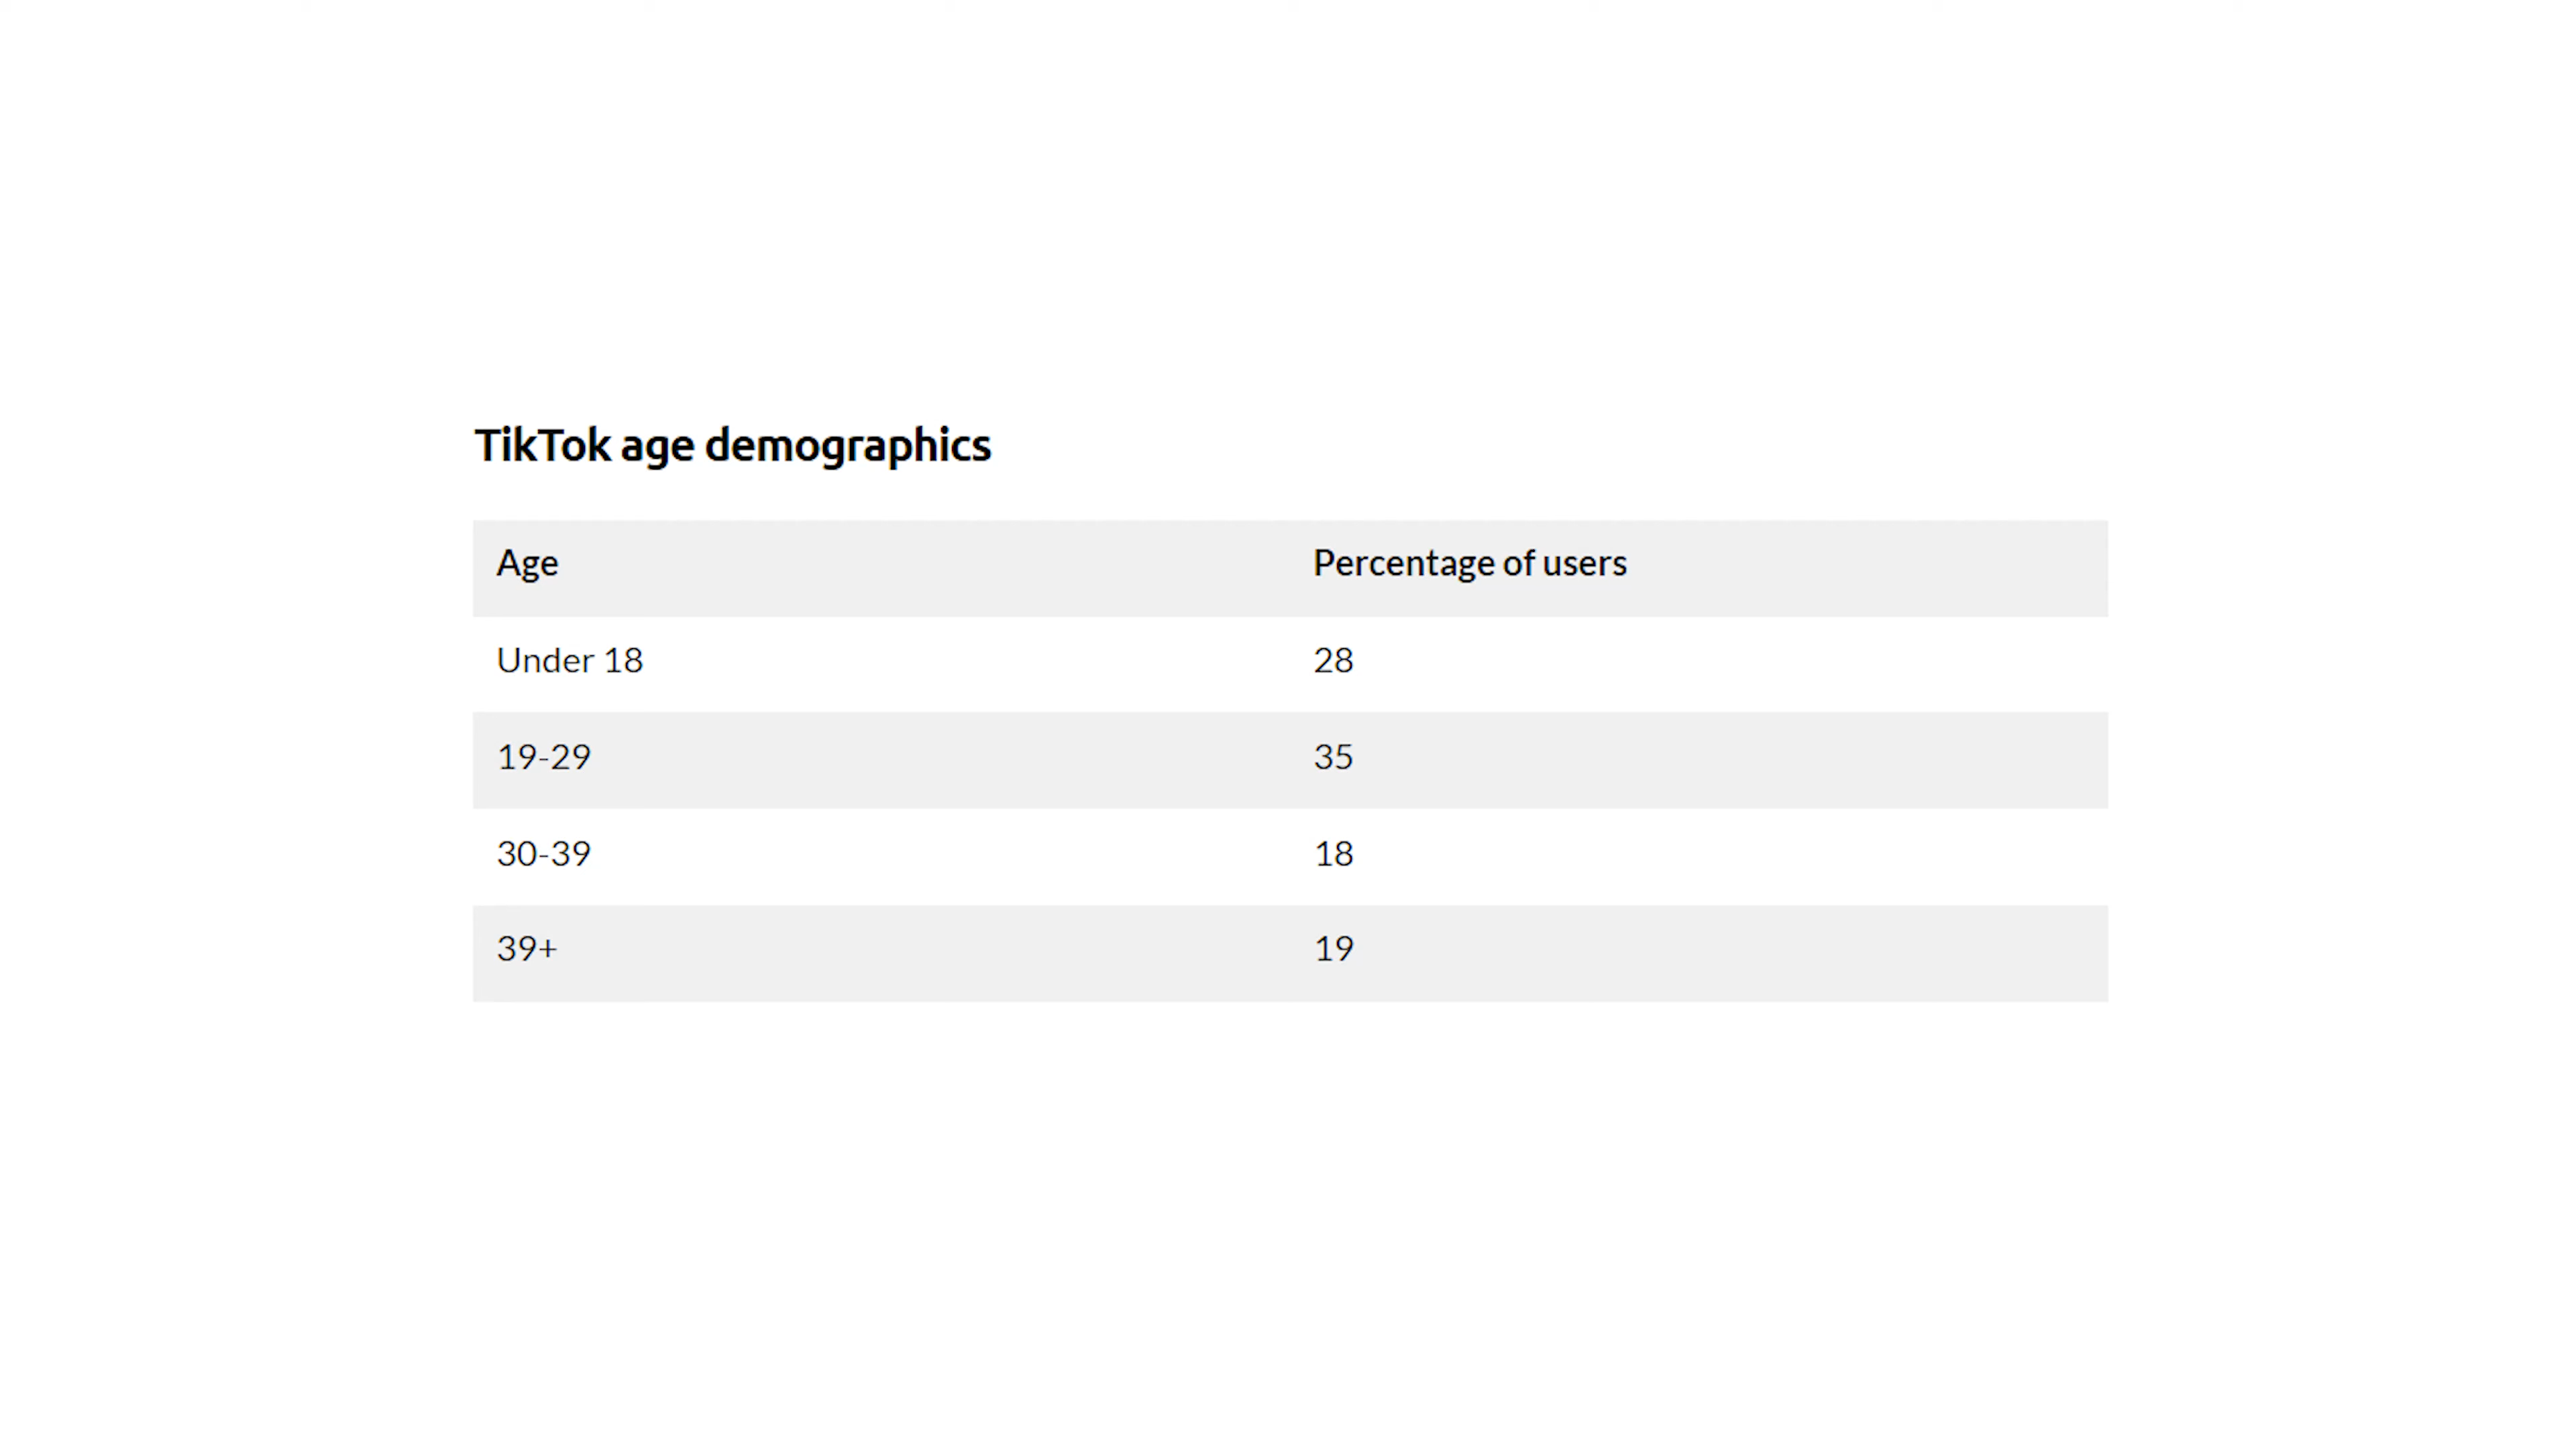 TikTok age demographics
Age Percentage of users
Under 18 28
19-29 35
30-39 18
39+ 19